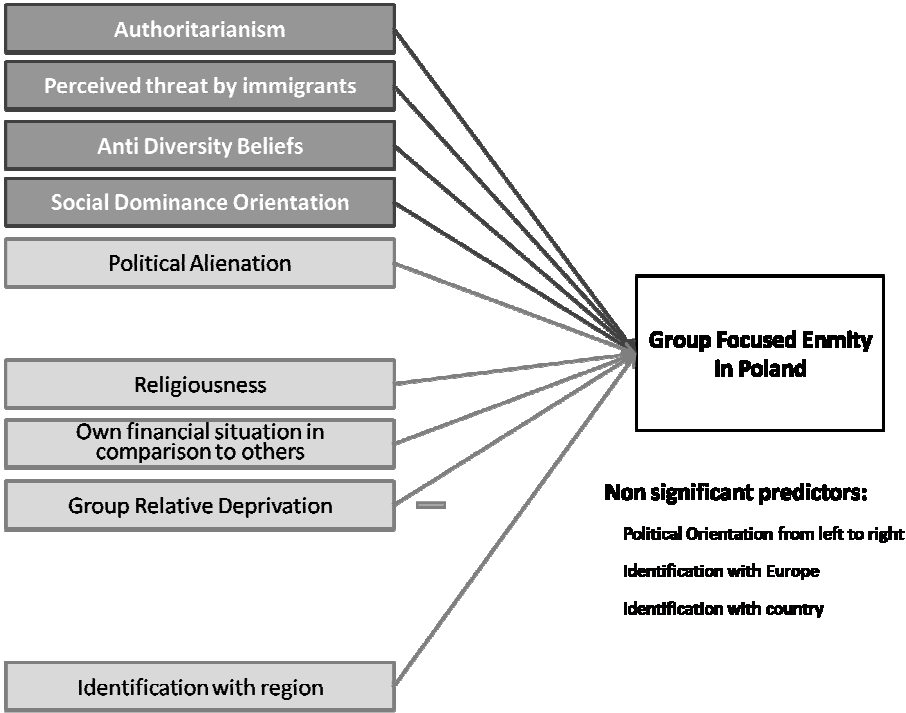 Authoritarianism
Perceived threat by immigrants
Anti Diversity Beliefs
Social Dominance Orientation
Political Alienation
Religiousness
Own financial situation in
comparison to others
Group Relative Deprivation
Identification with region
Group Focused Enmity
in Poland
Non significant predictors:
Political Orientation from left to right
Identification with Europe
Identification with country